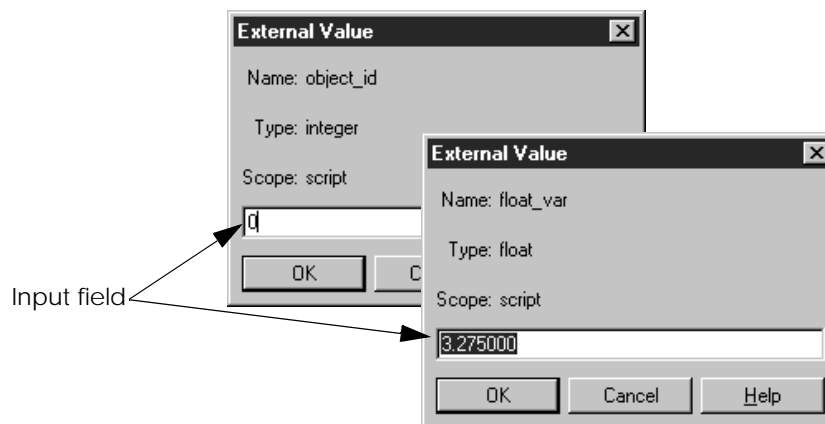 External Value
Name: object_id
Type: integer
Scope: script
0
OK
C
External Value
Name: float_var
Type: float
Scope: script
3.275000
OK
Cancel
Help
Input field